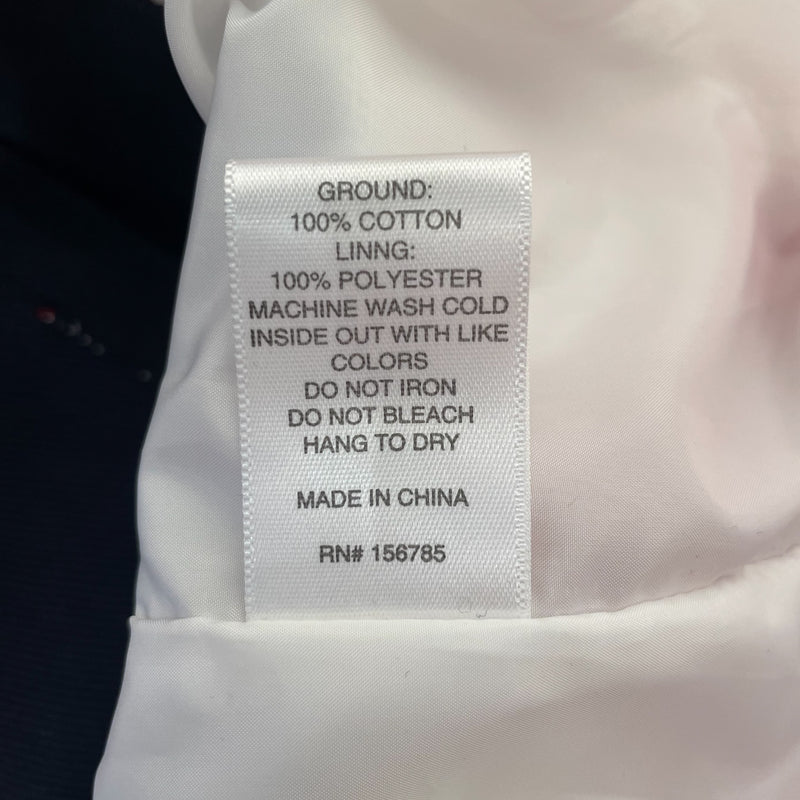 GROUND:
100% COTTON
LINNG:
100% POLYESTER
MACHINE WASH COLD
INSIDE OUT WITH LIKE
COLORS
DO NOT IRON
DO NOT BLEACH
HANG TO DRY
MADE IN CHINA
RN# 156785